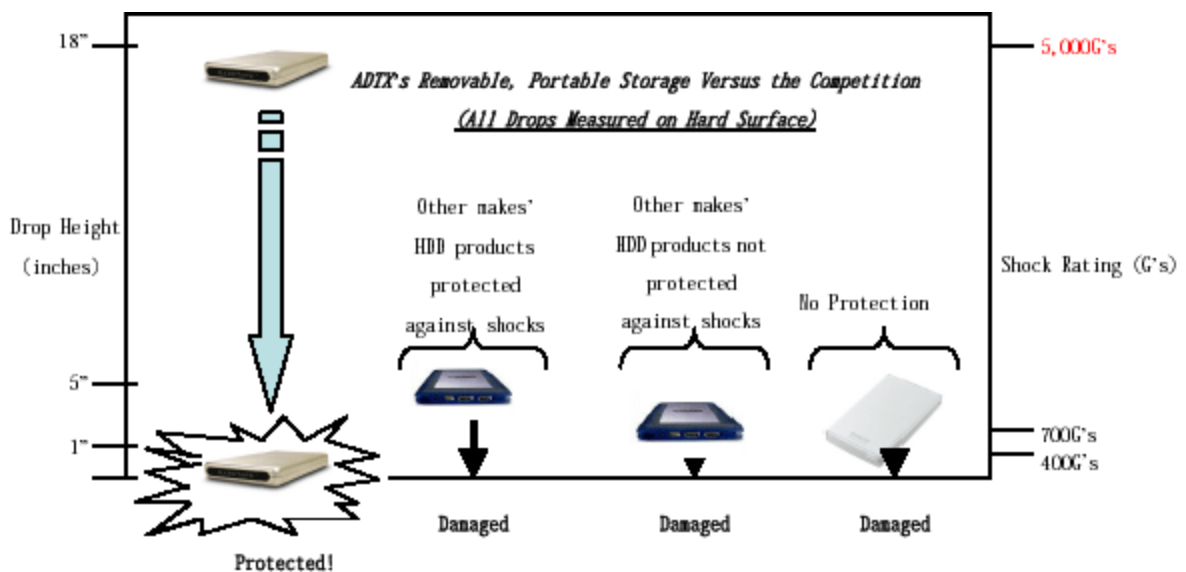 18”
5,000G’s
ADTX’s Removable, Portable Storage Versus the Competition
(All Drops Measured on Hard Surface)
Drop Height
(inches)
Other makes’
HDD products
protected
against shocks
Other makes’
HDD products not
protected
against shocks
No Protection
Shock Rating (G’s)
5”
1”
700G’s
400G’s
Damaged
Damaged
Damaged
Protected!